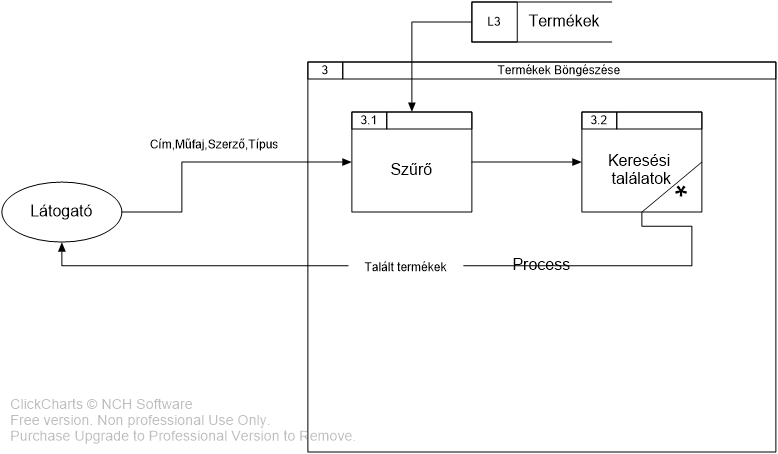 L3 Termékek
3 Termékek Böngészése
3.1
3.2
Cím,Műfaj,Szerző,Típus
Szűrő
Keresési
találatok
*
Látogató
Talált termékek
Process
ClickCharts © NCH Software
Free version. Non professional Use Only.
Purchase Upgrade to Professional Version to Remove.